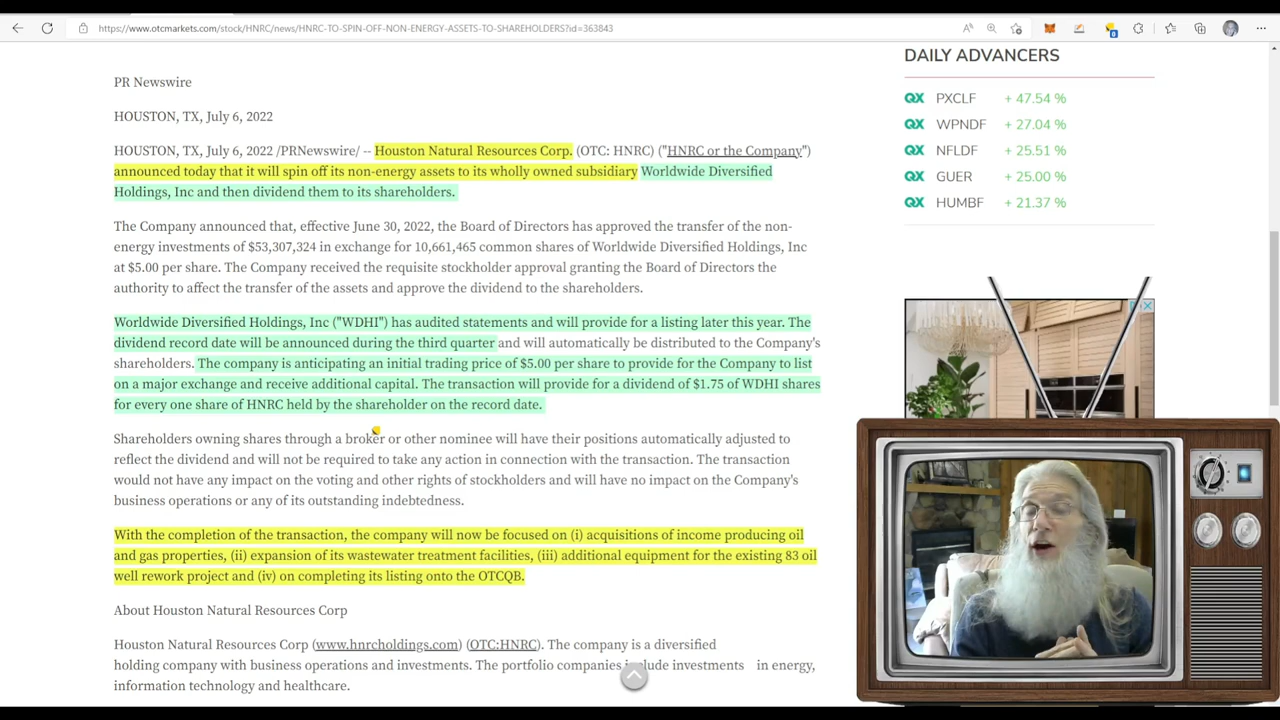 https://www.otcmarkets.com/stock/HNRC/news/HNRC-TO-SPIN-OFF-NON-ENERGY-ASSETS-TO-SHAREHOLDERS?id=363843
PR Newswire
HOUSTON, TX, July 6, 2022
HOUSTON, TX, July 6, 2022 /PRNewswire/ -- Houston Natural Resources Corp. (OTC: HNRC) ("HNRC or the Company")
announced today that it will spin off its non-energy assets to its wholly owned subsidiary Worldwide Diversified
Holdings, Inc and then dividend them to its shareholders.
The Company announced that, effective June 30, 2022, the Board of Directors has approved the transfer of the non-
energy investments of $53,307,324 in exchange for 10,661,465 common shares of Worldwide Diversified Holdings, Inc
at $5.00 per share. The Company received the requisite stockholder approval granting the Board of Directors the
authority to affect the transfer of the assets and approve the dividend to the shareholders.
Worldwide Diversified Holdings, Inc ("WDHI") has audited statements and will provide for a listing later this year. The
dividend record date will be announced during the third quarter and will automatically be distributed to the Company's
shareholders. The company is anticipating an initial trading price of $5.00 per share to provide for the Company to list
on a major exchange and receive additional capital. The transaction will provide for a dividend of $1.75 of WDHI shares
for every one share of HNRC held by the shareholder on the record date.
Shareholders owning shares through a broker or other nominee will have their positions automatically adjusted to
reflect the dividend and will not be required to take any action in connection with the transaction. The transaction
would not have any impact on the voting and other rights of stockholders and will have no impact on the Company's
business operations or any of its outstanding indebtedness.
With the completion of the transaction, the company will now be focused on (i) acquisitions of income producing oil
and gas properties, (ii) expansion of its wastewater treatment facilities, (iii) additional equipment for the existing 83 oil
well rework project and (iv) on completing its listing onto the OTCQB.
About Houston Natural Resources Corp
Houston Natural Resources Corp (www.hnrcholdings.com) (OTC:HNRC). The company is a diversified
holding company with business operations and investments. The portfolio companies include investments in energy,
information technology and healthcare.
DAILY ADVANCERS
QX PXCLF + 47.54 %
QX WPNDF + 27.04 %
QX NFLDF + 25.51 %
QX GUER + 25.00 %
QX HUMBF + 21.37 %